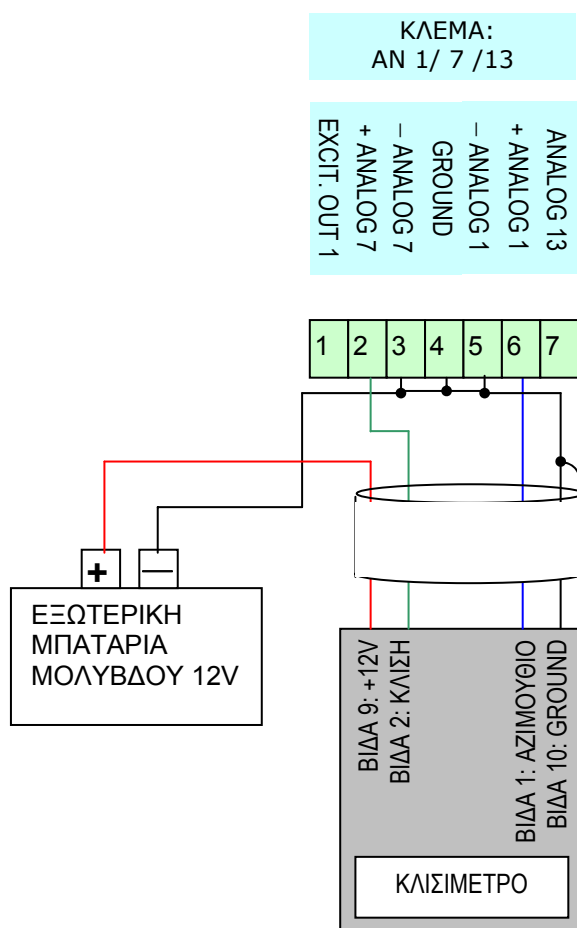 ΚΛΕΜΑ:
AN 1/ 7 /13
EXCIT. OUT 1
+ ANALOG 7
– ANALOG 7
GROUND
– ANALOG 1
+ ANALOG 1
ANALOG 13
1 2 3 4 5 6 7
+ —
ΕΞΩΤΕΡΙΚΗ
ΜΠΑΤΑΡΙΑ
ΜΟΛΥΒΔΟΥ 12V
ΒΙΔΑ 9: +12V
ΒΙΔΑ 2: ΚΛΙΣΗ
ΒΙΔΑ 1: ΑΖΙΜΟΥΘΙΟ
ΒΙΔΑ 10: GROUND
ΚΛΙΣΙΜΕΤΡΟ